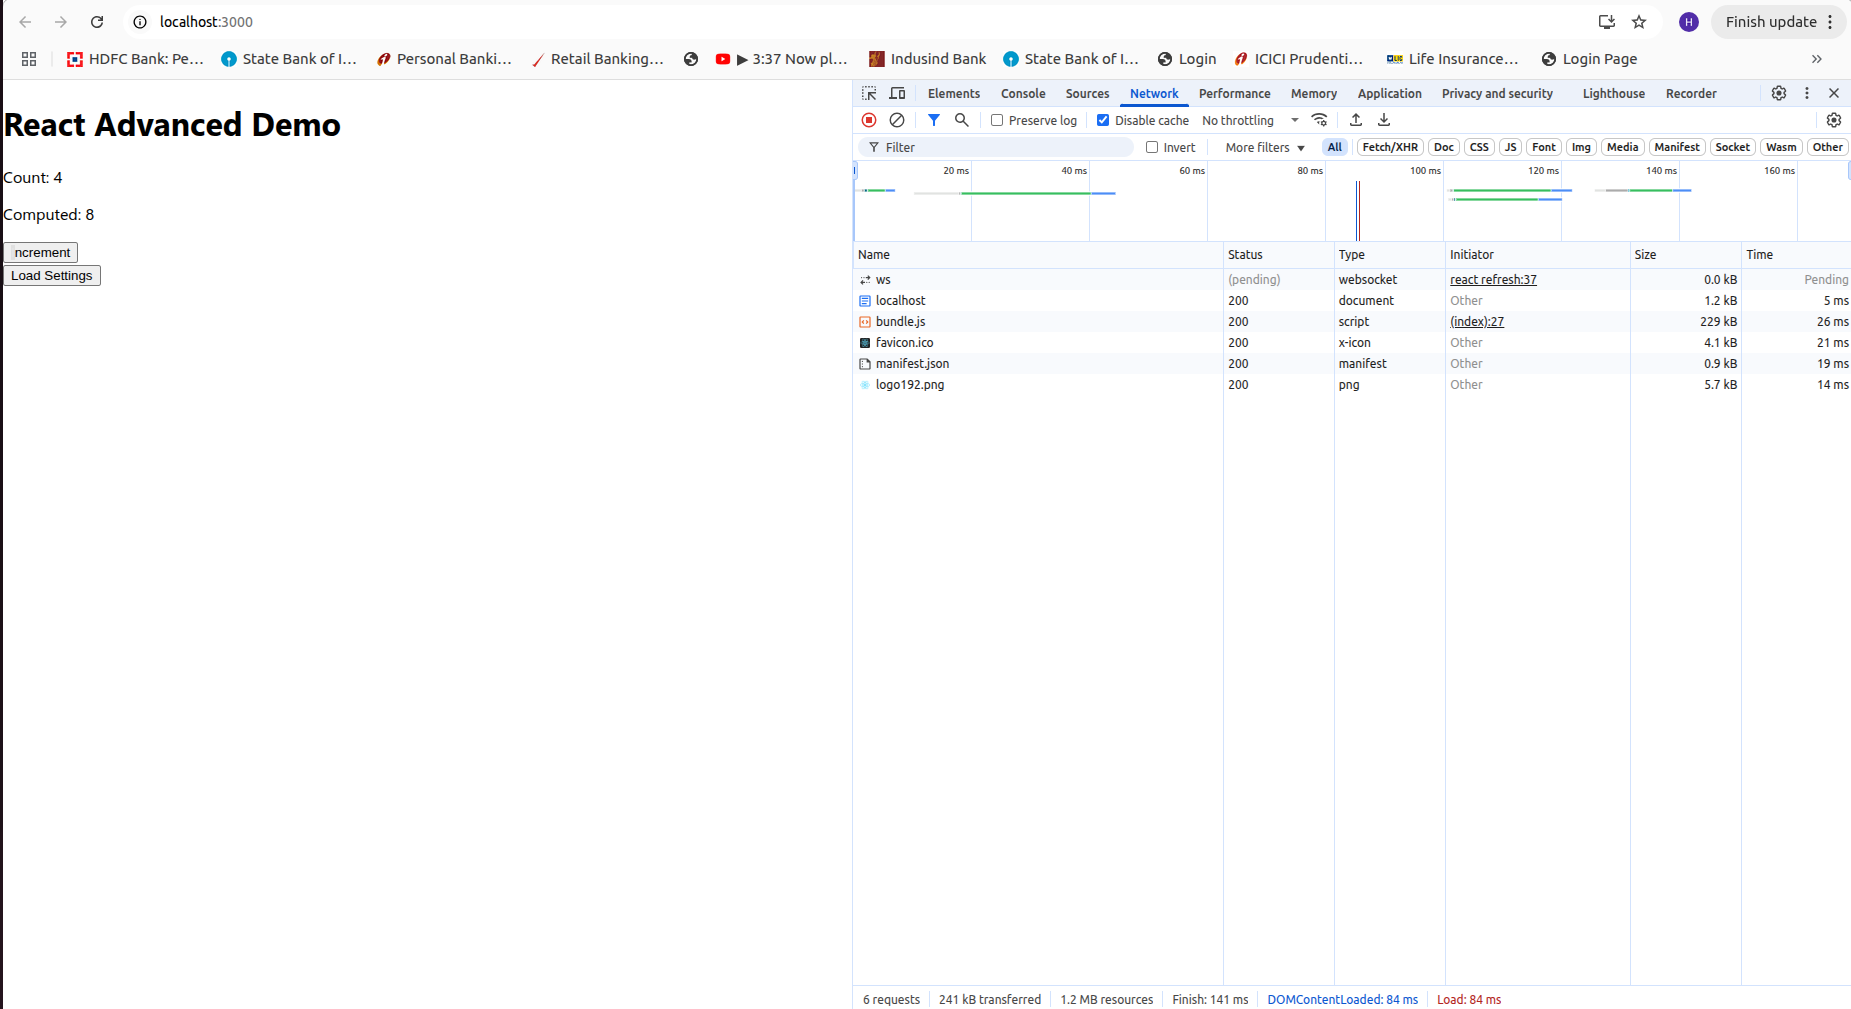 localhost:3000
H
Finish update
HDFC Bank: Pe...
State Bank of I...
Personal Banki...
Retail Banking...
▶ 3:37 Now pl...
Indusind Bank
State Bank of I...
Login
ICICI Prudenti...
Life Insurance...
Login Page
»
React Advanced Demo
Count: 4
Computed: 8
ncrement
Load Settings
Elements Console Sources Network Performance Memory Application Privacy and security Lighthouse Recorder
Preserve log Disable cache No throttling
Filter Invert More filters All Fetch/XHR Doc CSS JS Font Img Media Manifest Socket Wasm Other
20 ms 40 ms 60 ms 80 ms 100 ms 120 ms 140 ms 160 ms
Name Status Type Initiator Size Time
ws (pending) websocket react refresh:37 0.0 kB Pending
localhost 200 document Other 1.2 kB 5 ms
bundle.js 200 script (index):27 229 kB 26 ms
favicon.ico 200 x-icon Other 4.1 kB 21 ms
manifest.json 200 manifest Other 0.9 kB 19 ms
logo192.png 200 png Other 5.7 kB 14 ms
6 requests 241 kB transferred 1.2 MB resources Finish: 141 ms DOMContentLoaded: 84 ms Load: 84 ms